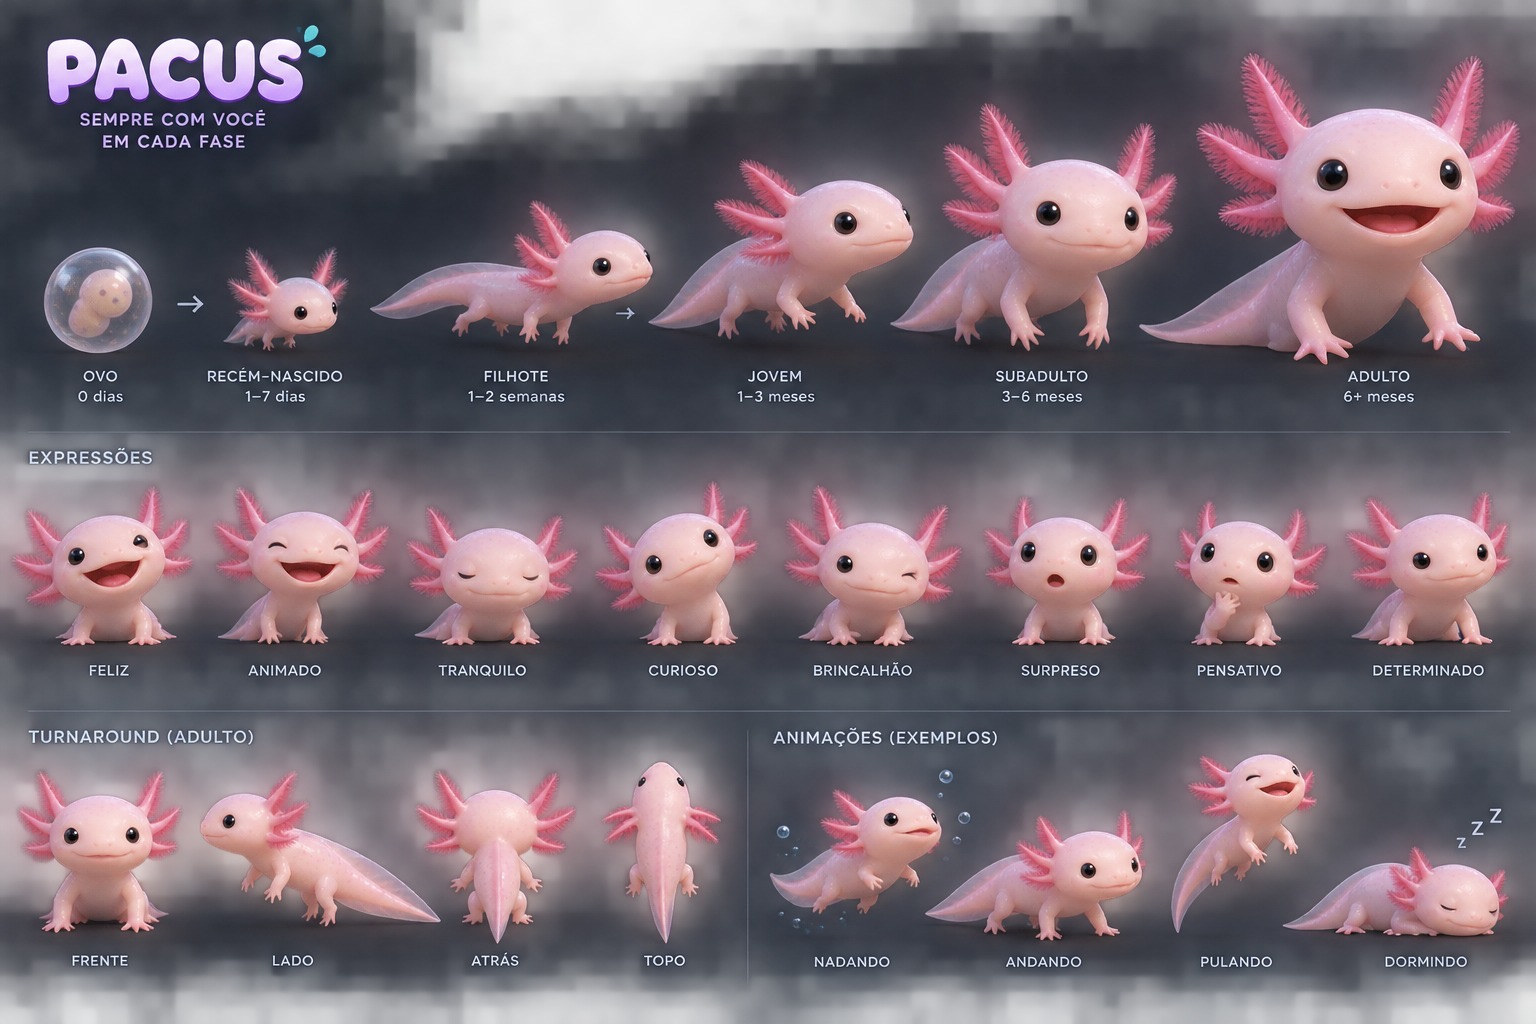 PACUS
SEMPRE COM VOCÊ
EM CADA FASE
OVO
0 dias
RECÉM-NASCIDO
1–7 dias
FILHOTE
1–2 semanas
JOVEM
1–3 meses
SUBADULTO
3–6 meses
ADULTO
6+ meses
EXPRESSÕES
FELIZ
ANIMADO
TRANQUILO
CURIOSO
BRINCALHÃO
SURPRESO
PENSATIVO
DETERMINADO
TURNAROUND (ADULTO)
FRENTE
LADO
ATRÁS
TOPO
ANIMAÇÕES (EXEMPLOS)
z z z
NADANDO
ANDANDO
PULANDO
DORMINDO